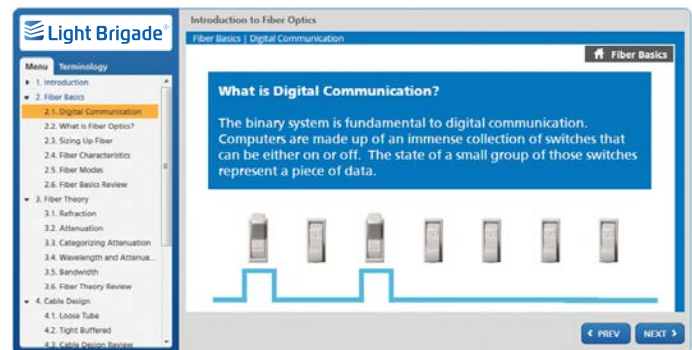 Light Brigade®
Menu Terminology
1. Introduction
2. Fiber Basics
2.1. Digital Communication
2.2. What is Fiber Optics?
2.3. Sizing Up Fiber
2.4. Fiber Characteristics
2.5. Fiber Modes
2.6. Fiber Basics Review
3. Fiber Theory
3.1. Refraction
3.2. Attenuation
3.3. Categorizing Attenuation
3.4. Wavelength and Attenua...
3.5. Bandwidth
3.6. Fiber Theory Review
4. Cable Design
4.1. Loose Tube
4.2. Tight Buffered
4.3. Cable Design Review
Introduction to Fiber Optics
Fiber Basics | Digital Communication
Fiber Basics
What is Digital Communication?
The binary system is fundamental to digital communication.
Computers are made up of an immense collection of switches that
can be either on or off. The state of a small group of those switches
represent a piece of data.
PREV
NEXT